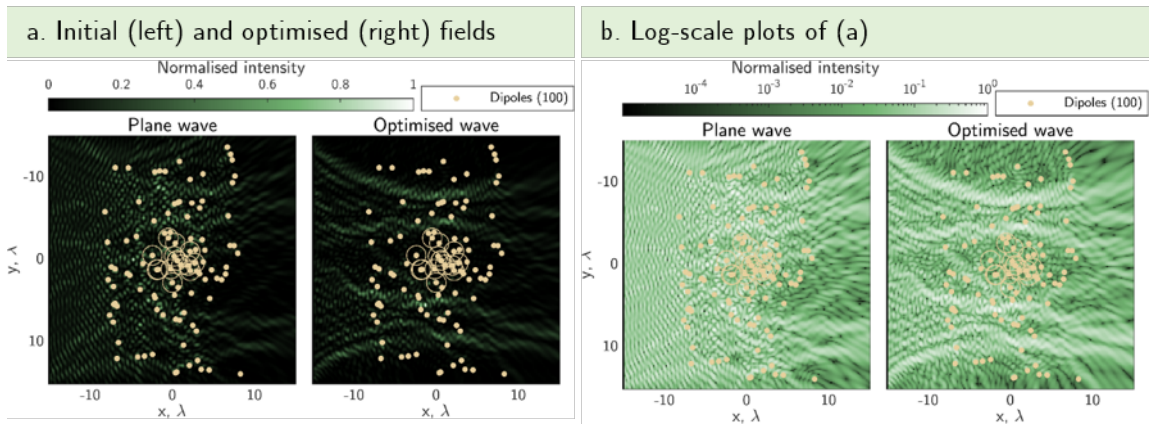 a. Initial (left) and optimised (right) fields
Normalised intensity
0 0.2 0.4 0.6 0.8 1
Dipoles (100)
Plane wave
Optimised wave
-10
0
10
y, λ
-10 0 10
x, λ
-10 0 10
x, λ
b. Log-scale plots of (a)
Normalised intensity
10⁻⁴ 10⁻³ 10⁻² 10⁻¹ 10⁰
Dipoles (100)
Plane wave
Optimised wave
-10
0
10
y, λ
-10 0 10
x, λ
-10 0 10
x, λ